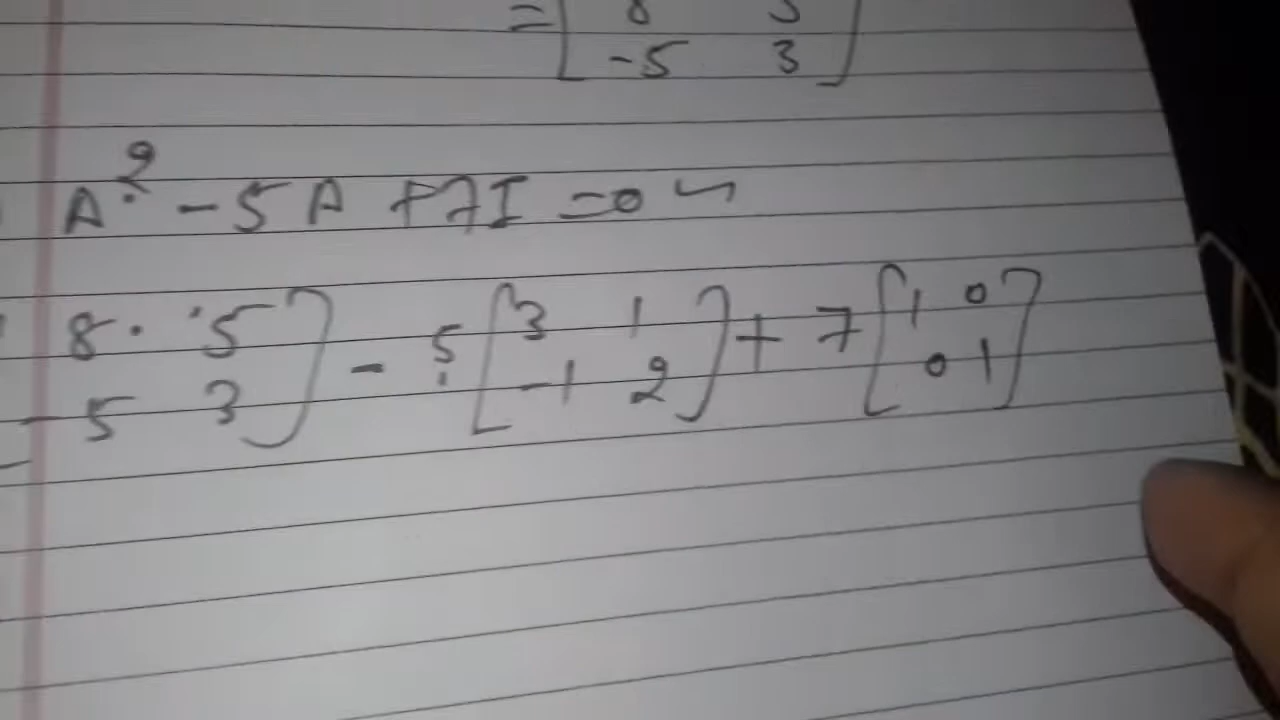 = [ 8 5
-5 3 ]
A² - 5A + 7I = 0
8 5 ] - 5 [ 3 1 ] + 7 [ 1 0 ]
-5 3 -1 2 0 1